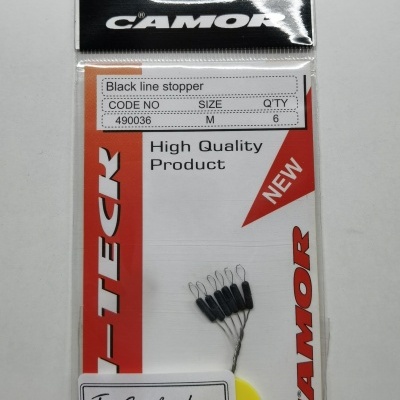 CAMOR
Black line stopper
CODE NO SIZE Q'TY
490036 M 6
High Quality
Product
NEW
-TECK
CAMOR